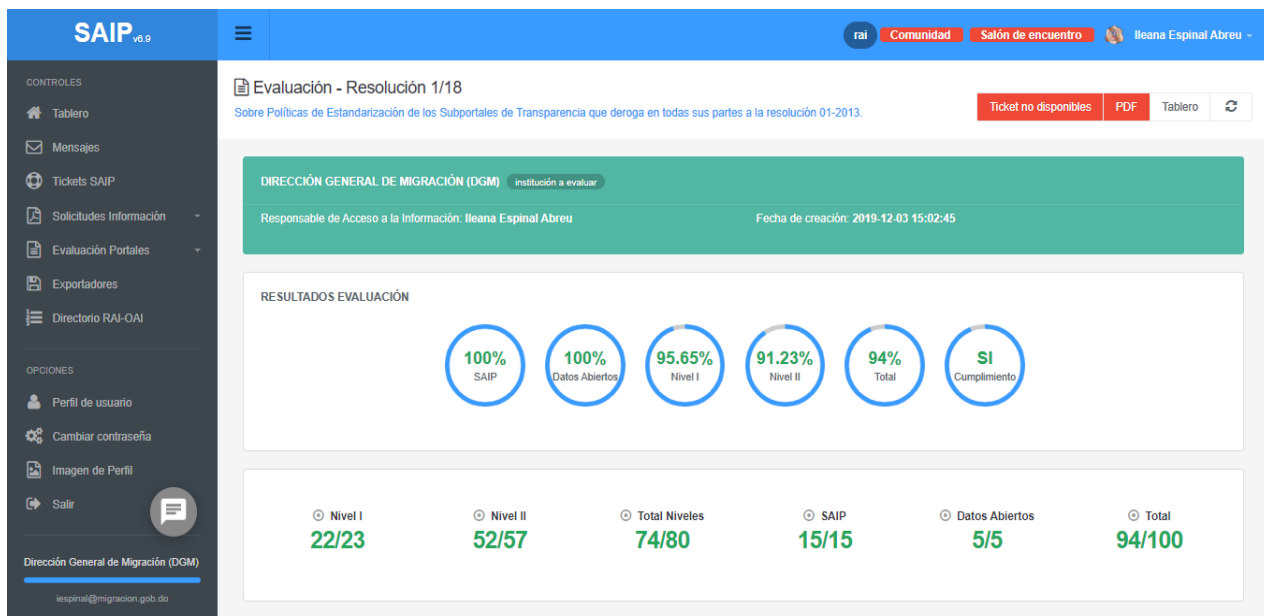 SAIP v6.9
rai Comunidad Salón de encuentro Ileana Espinal Abreu
CONTROLES
Tablero
Mensajes
Tickets SAIP
Solicitudes Información
Evaluación Portales
Exportadores
Directorio RAI-OAI
OPCIONES
Perfil de usuario
Cambiar contraseña
Imagen de Perfil
Salir
Dirección General de Migración (DGM)
iespinal@migracion.gob.do
Evaluación - Resolución 1/18
Sobre Políticas de Estandarización de los Subportales de Transparencia que deroga en todas sus partes a la resolución 01-2013.
Ticket no disponibles PDF Tablero
DIRECCIÓN GENERAL DE MIGRACIÓN (DGM) institución a evaluar
Responsable de Acceso a la Información: Ileana Espinal Abreu Fecha de creación: 2019-12-03 15:02:45
RESULTADOS EVALUACIÓN
100% 100% 95.65% 91.23% 94% SI
SAIP Datos Abiertos Nivel I Nivel II Total Cumplimiento
Nivel I Nivel II Total Niveles SAIP Datos Abiertos Total
22/23 52/57 74/80 15/15 5/5 94/100